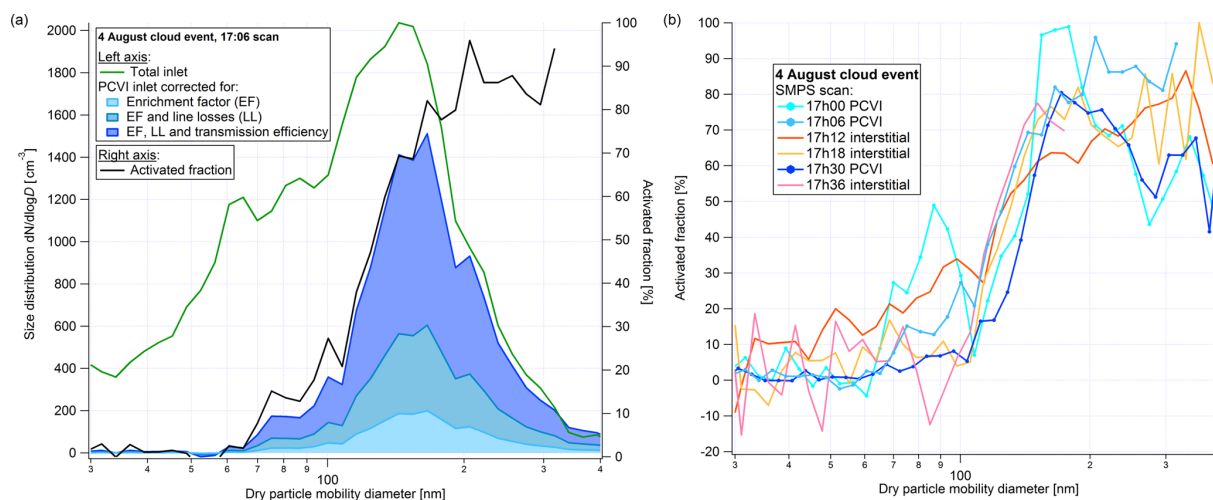 (a)
4 August cloud event, 17:06 scan
Left axis:
Total inlet
PCVI inlet corrected for:
Enrichment factor (EF)
EF and line losses (LL)
EF, LL and transmission efficiency
Right axis:
Activated fraction
Size distribution dN/dlogD [cm⁻³]
2000
1800
1600
1400
1200
1000
800
600
400
200
0
100
90
80
70
60
50
40
30
20
10
0
Activated fraction [%]
3 4 5 6 7 8 9 100 2 3 4
Dry particle mobility diameter [nm]
(b)
4 August cloud event
SMPS scan:
17h00 PCVI
17h06 PCVI
17h12 interstitial
17h18 interstitial
17h30 PCVI
17h36 interstitial
Activated fraction [%]
100
90
80
70
60
50
40
30
20
10
0
-10
-20
3 4 5 6 7 8 9 100 2 3
Dry particle mobility diameter [nm]